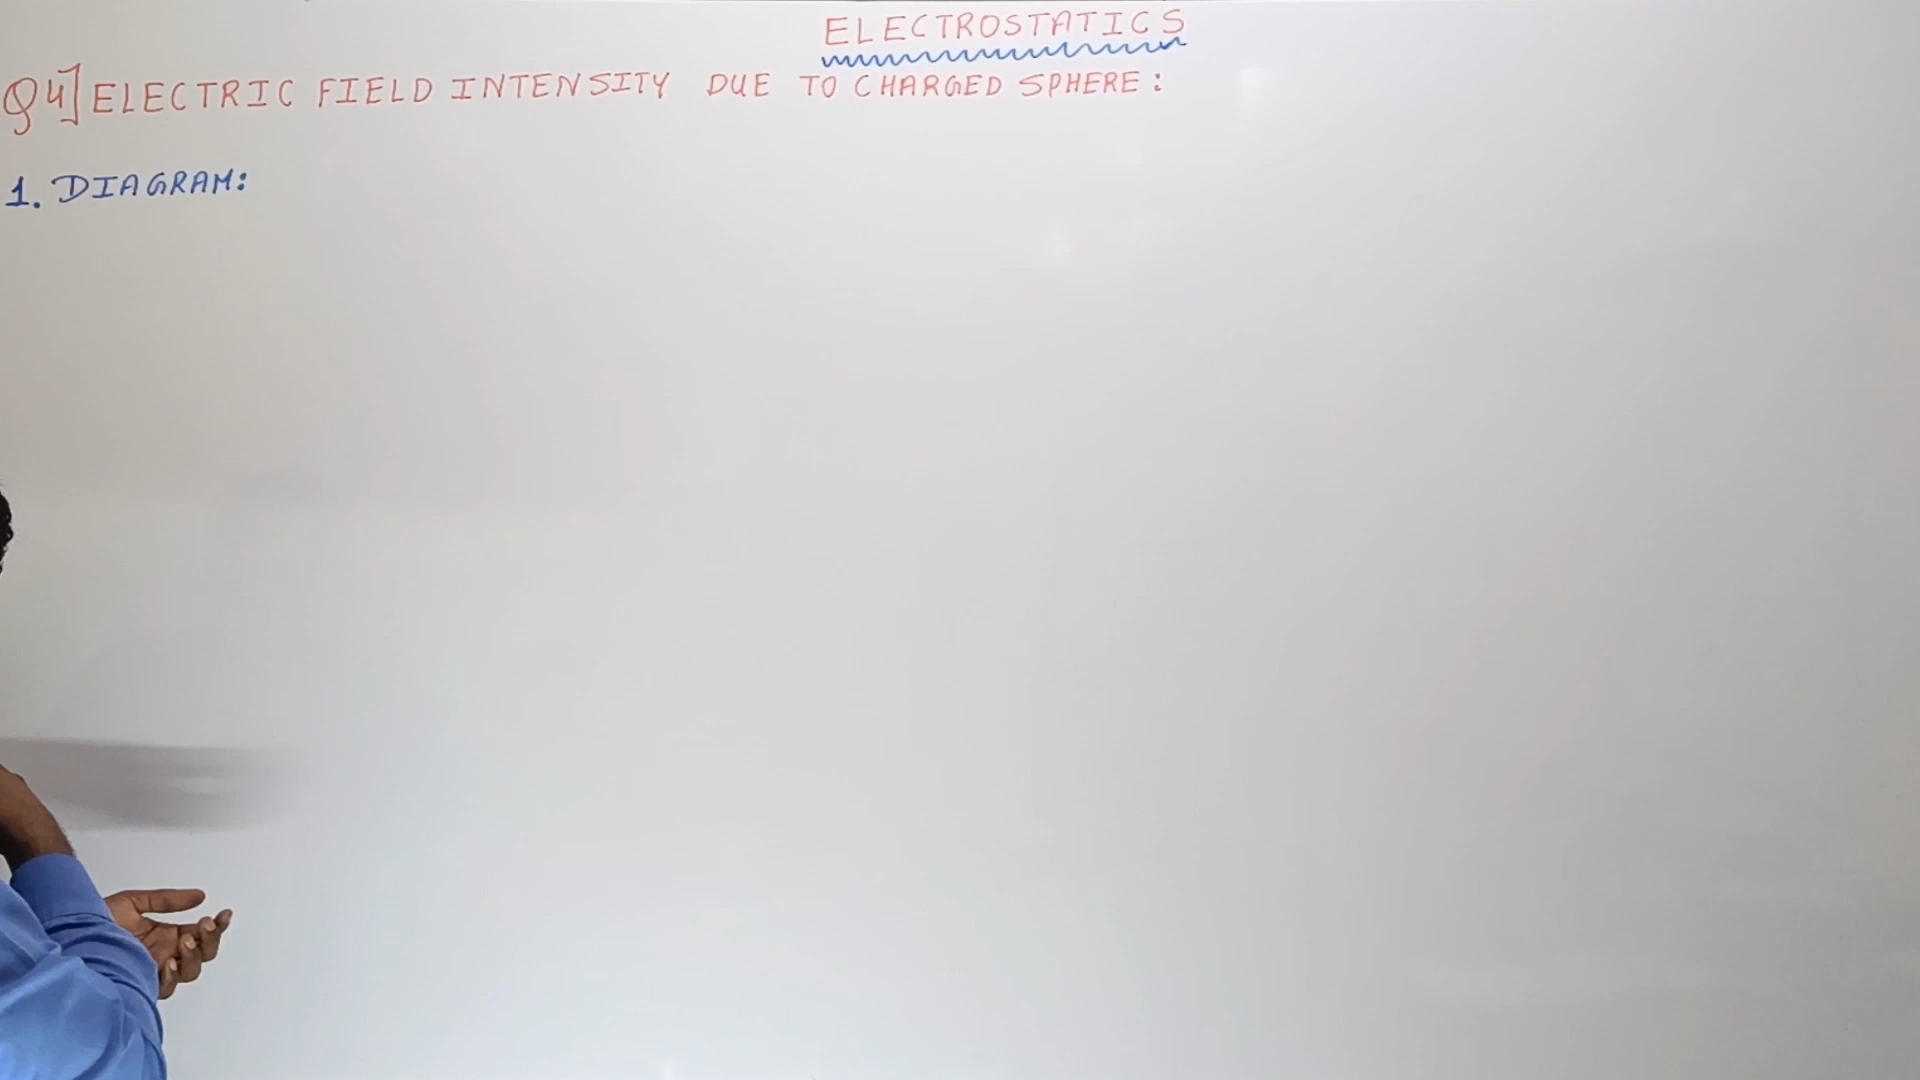 ELECTROSTATICS
Q4] ELECTRIC FIELD INTENSITY DUE TO CHARGED SPHERE:
1. DIAGRAM: